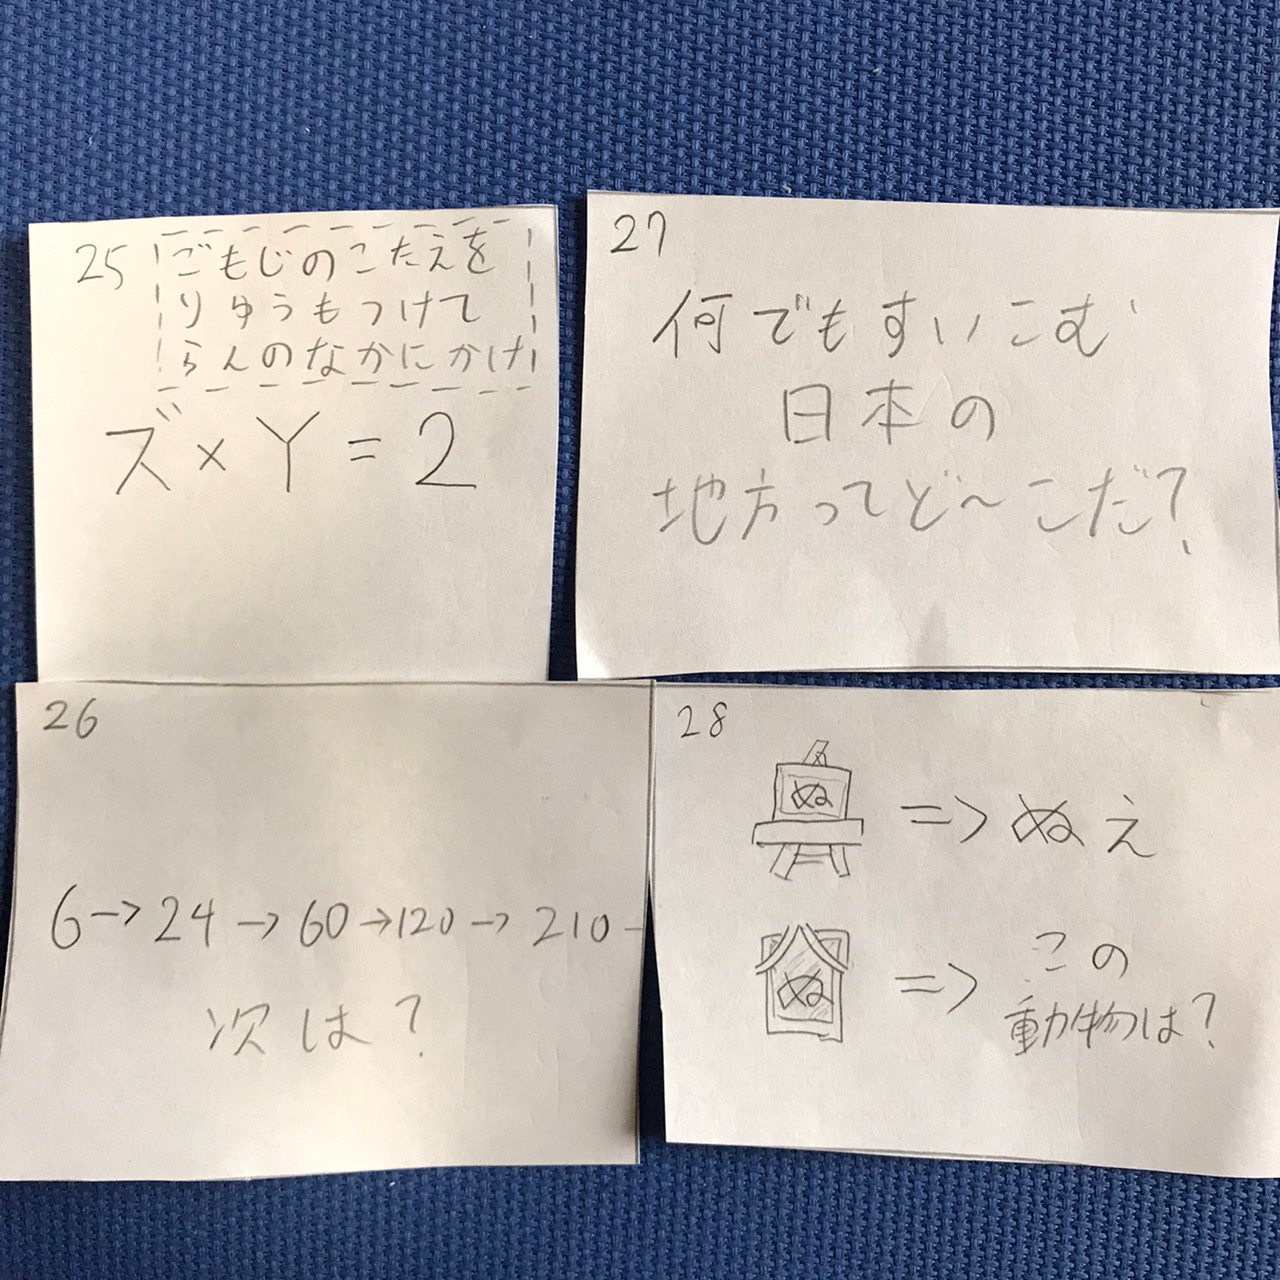 25
ごもじのこたえを
りゆうもつけて
らんのなかにかけ
ズ×Y=2
27
何でもすいこむ
日本の
地方ってど〜こだ?
26
6→24→60→120→210→
次は?
28
ぬ => ぬえ
ぬ => この
動物は?